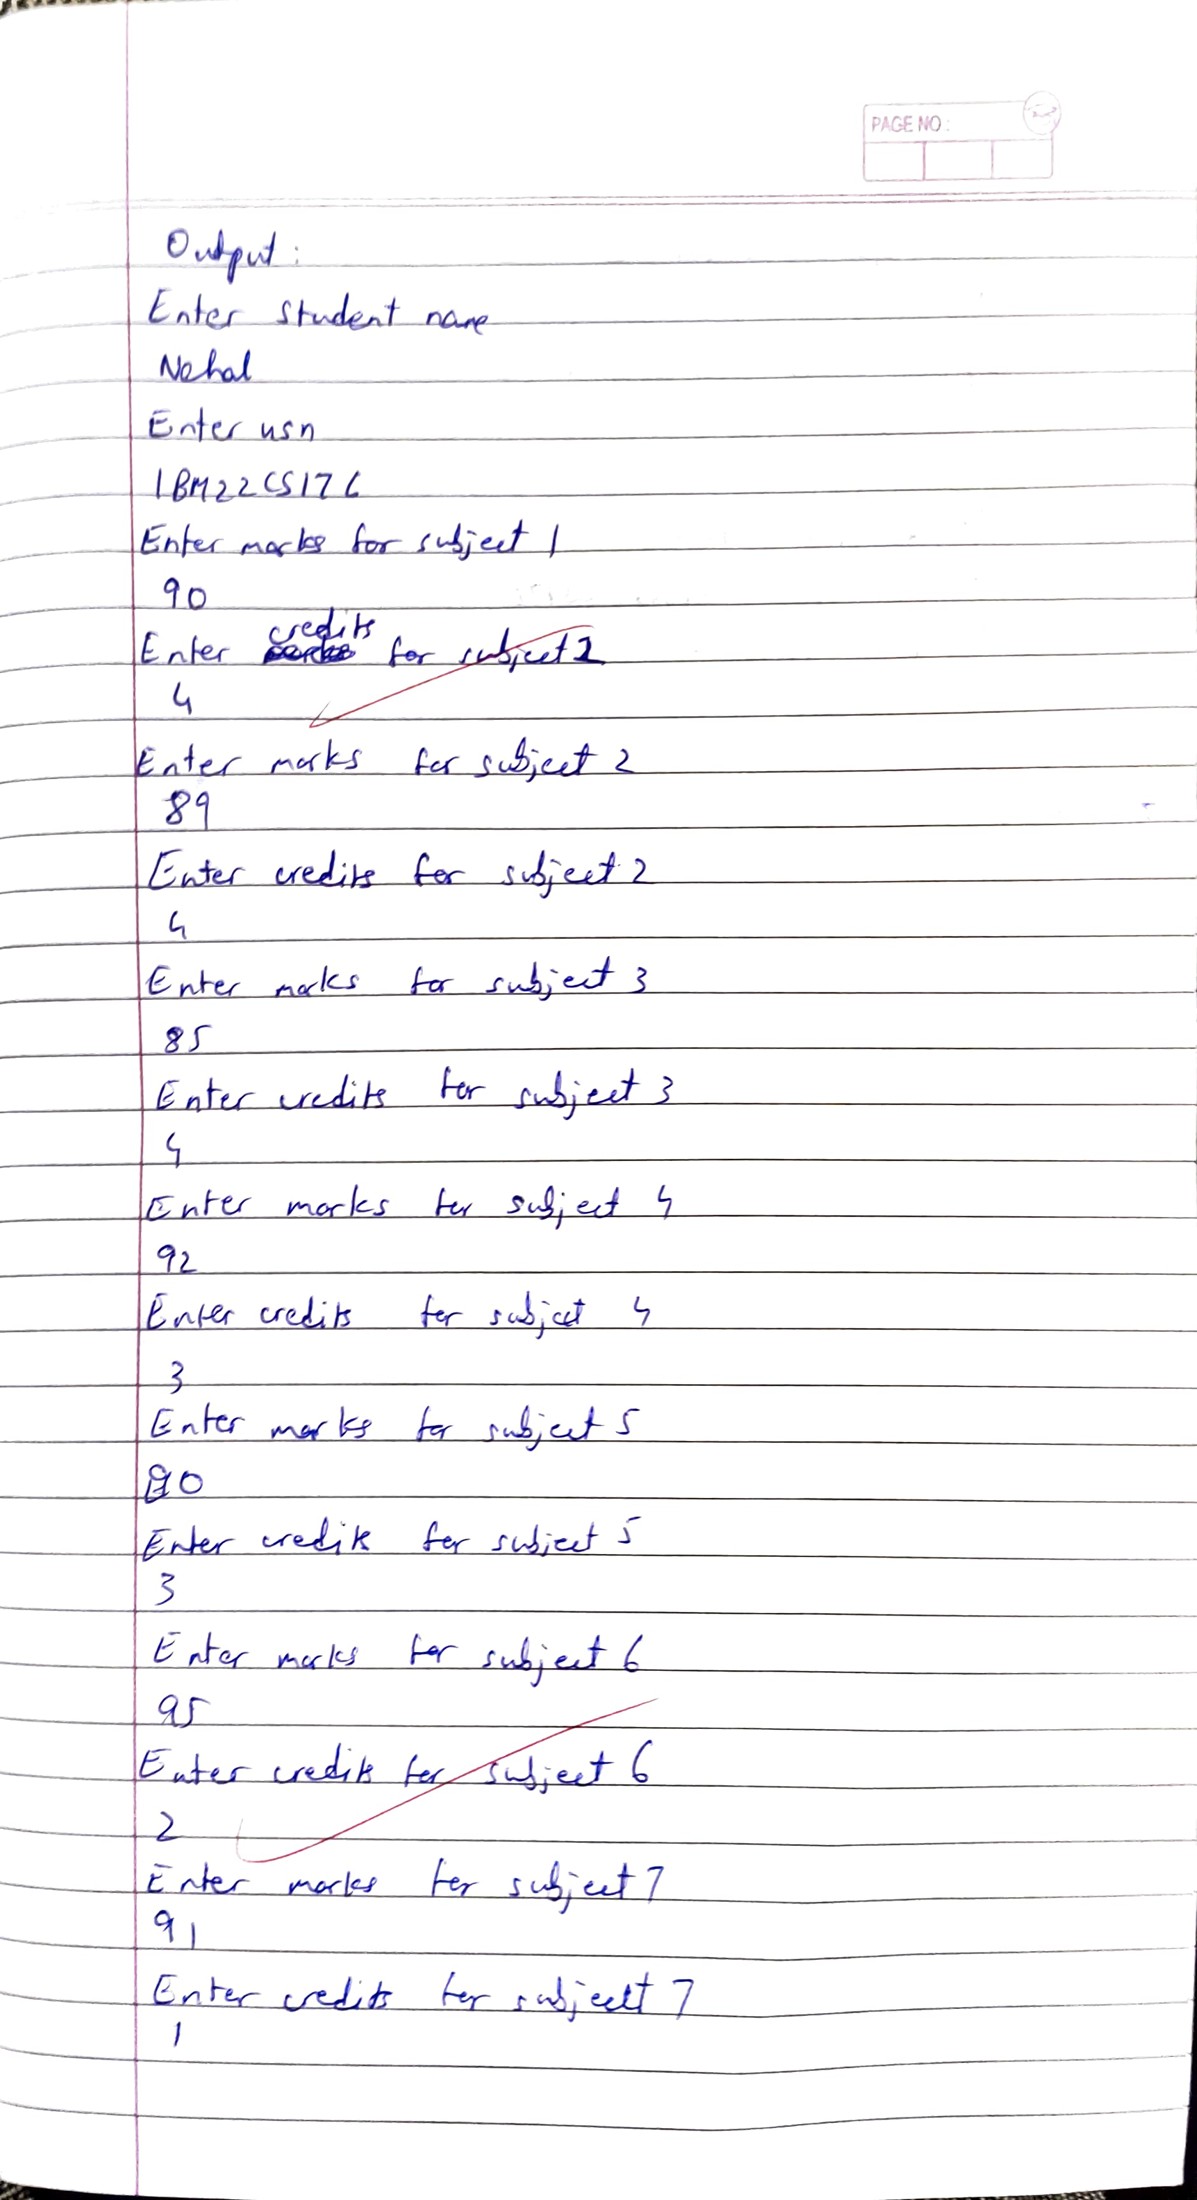 PAGE NO :
Output :
Enter student name
Nehal
Enter usn
1BM22CS176
Enter marks for subject 1
90
Enter credits for subject 1
4
Enter marks for subject 2
89
Enter credits for subject 2
4
Enter marks for subject 3
85
Enter credits for subject 3
4
Enter marks for subject 4
92
Enter credits for subject 4
3
Enter marks for subject 5
Enter credits for subject 5
3
Enter marks for subject 6
95
Enter credits for subject 6
2
Enter marks for subject 7
91
Enter credits for subject 7
1